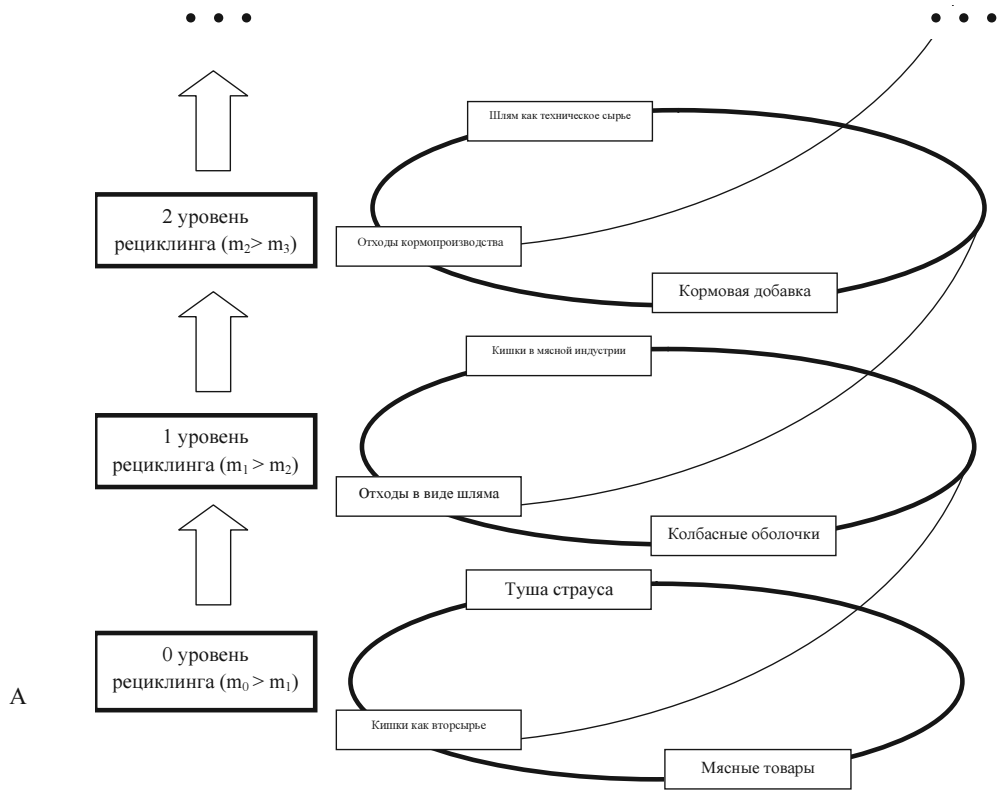 • • •
• • •
Шлям как техническое сырье
2 уровень
рециклинга (m₂> m₃)
Отходы кормопроизводства
Кормовая добавка
Кишки в мясной индустрии
1 уровень
рециклинга (m₁ > m₂)
Отходы в виде шляма
Колбасные оболочки
Туша страуса
0 уровень
рециклинга (m₀ > m₁)
А
Кишки как вторсырье
Мясные товары